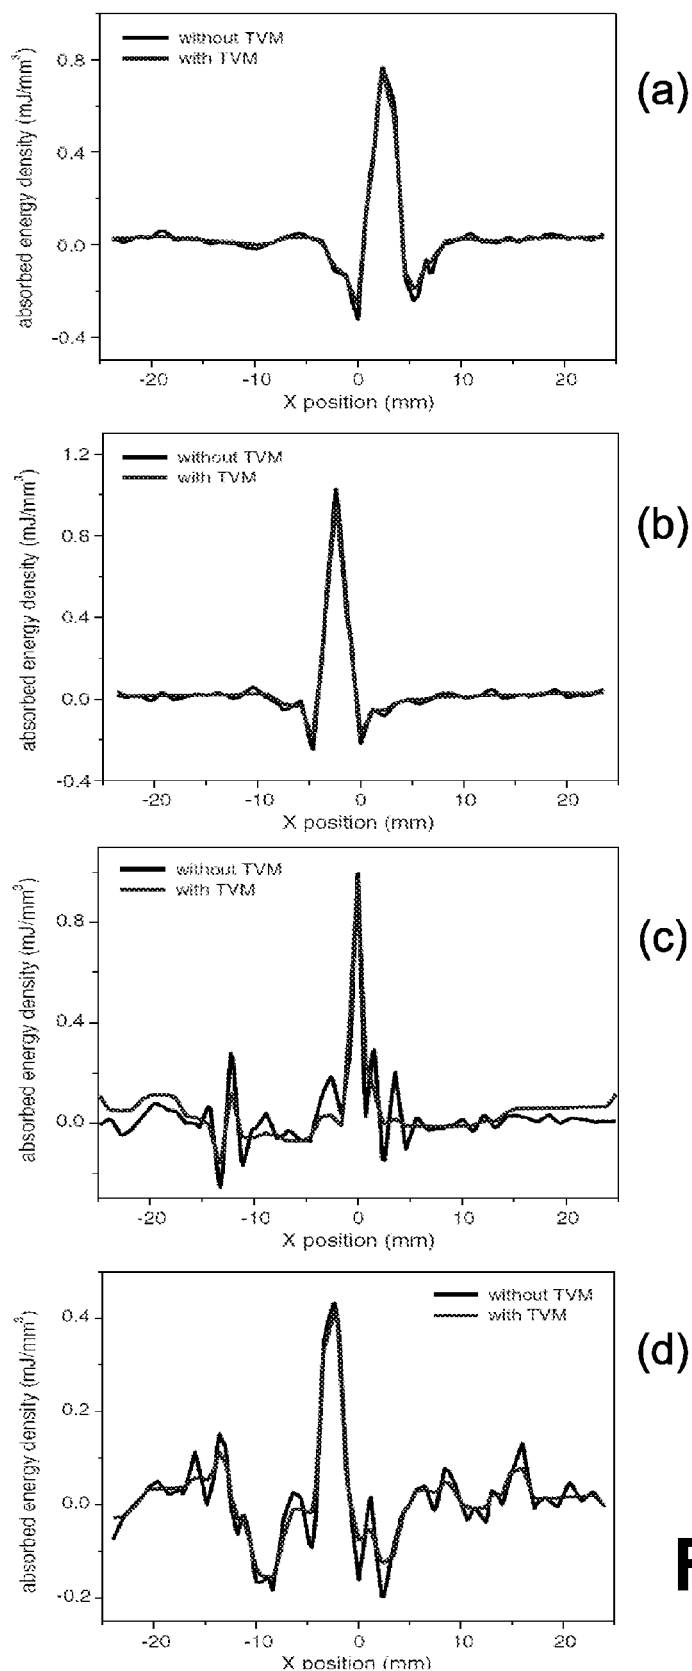 without TVM
with TVM
(a)
absorbed energy density (mJ/mm³)
0.8
0.4
0.0
-0.4
-20 -10 0 10 20
X position (mm)
without TVM
with TVM
(b)
absorbed energy density (mJ/mm³)
1.2
0.8
0.4
0.0
-0.4
-20 -10 0 10 20
X position (mm)
without TVM
with TVM
(c)
absorbed energy density (mJ/mm³)
0.8
0.4
0.0
-20 -10 0 10 20
X position (mm)
without TVM
with TVM
(d)
absorbed energy density (mJ/mm³)
0.4
0.2
0.0
-0.2
-20 -10 0 10 20
X position (mm)